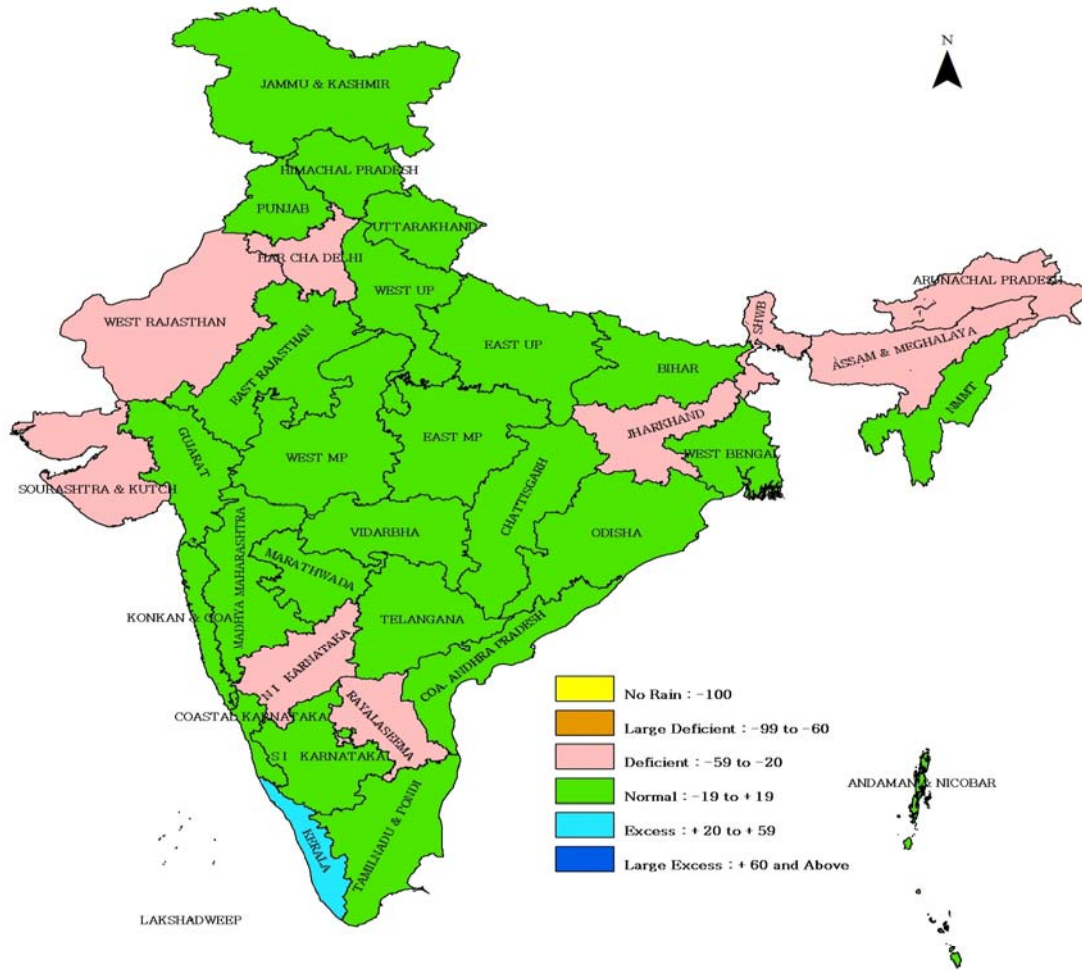 N
JAMMU & KASHMIR
HIMACHAL PRADESH
PUNJAB
UTTARAKHAND
HAR CHA DELHI
ARUNACHAL PRADESH
WEST UP
WEST RAJASTHAN
SHWB
ASSAM & MEGHALAYA
EAST RAJASTHAN
EAST UP
BIHAR
NMMT
JHARKHAND
GUJARAT
EAST MP
WEST MP
WEST BENGAL
SOURASHTRA & KUTCH
CHATTISGARH
VIDARBHA
ODISHA
MADHYA MAHARASHTRA
MARATHWADA
KONKAN & GOA
TELANGANA
COA. ANDHRA PRADESH
N I KARNATAKA
RAYALASEEMA
COASTAL KARNATAKA
S I KARNATAKA
No Rain : -100
Large Deficient : -99 to -60
Deficient : -59 to -20
Normal : -19 to +19
Excess : +20 to +59
Large Excess : +60 and Above
ANDAMAN & NICOBAR
KERALA
TAMILNADU & PONDI
LAKSHADWEEP